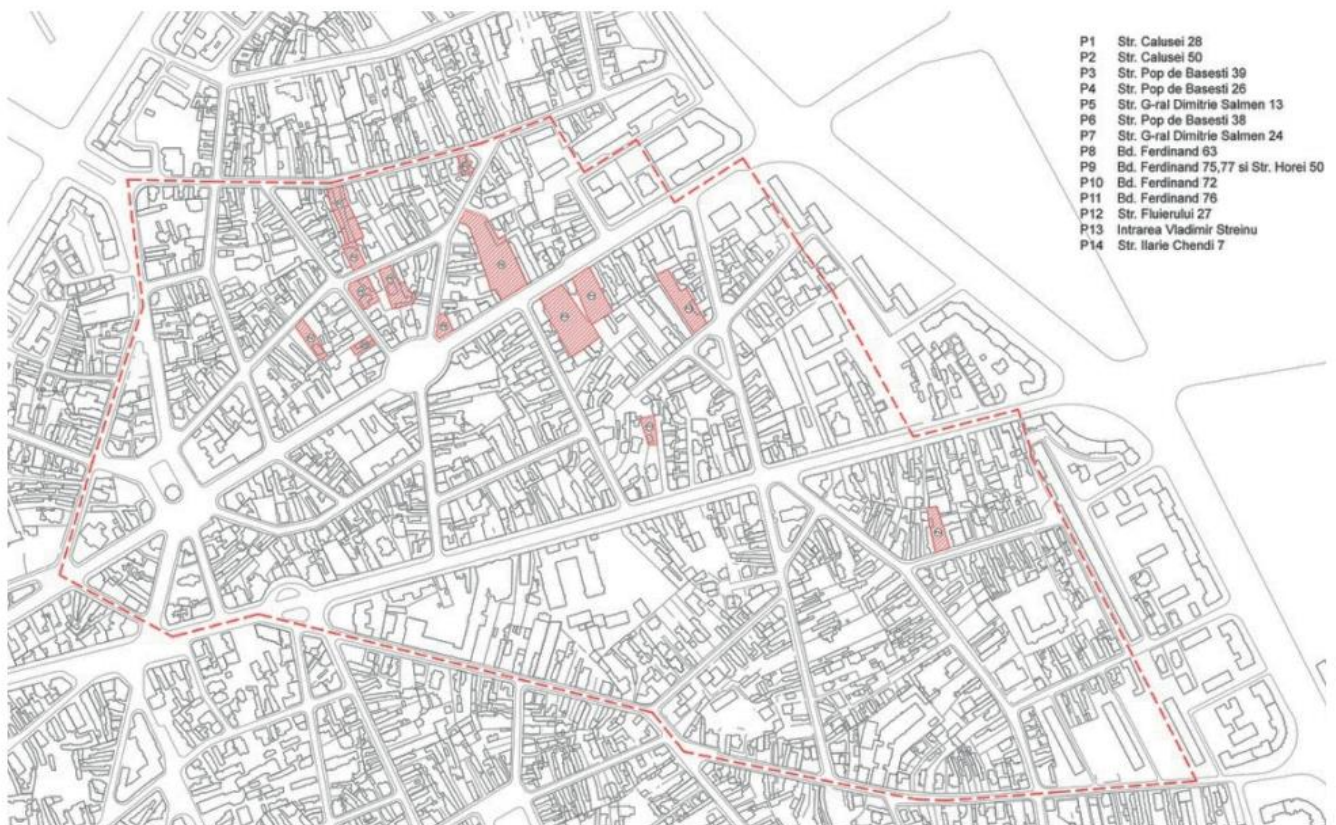 P1 Str. Calusei 28
P2 Str. Calusei 50
P3 Str. Pop de Basesti 39
P4 Str. Pop de Basesti 26
P5 Str. G-ral Dimitrie Salmen 13
P6 Str. Pop de Basesti 38
P7 Str. G-ral Dimitrie Salmen 24
P8 Bd. Ferdinand 63
P9 Bd. Ferdinand 75,77 si Str. Horei 50
P10 Bd. Ferdinand 72
P11 Bd. Ferdinand 76
P12 Str. Fluierului 27
P13 Intrarea Vladimir Streinu
P14 Str. Ilarie Chendi 7